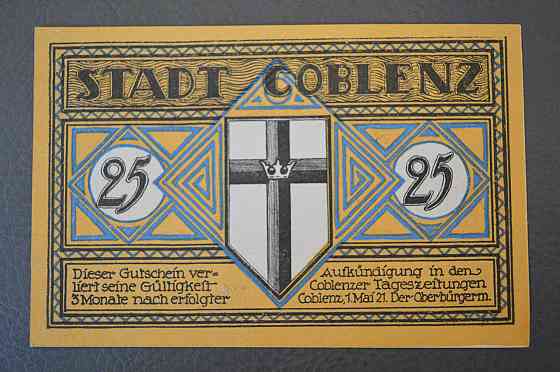 STADT COBLENZ
25
25
Dieser Gutschein ver=
liert seine Gültigkeit
3 Monate nach erfolgter
Aufkündigung in den
Coblenzer Tageszeitungen
Coblenz, 1. Mai 21. Der Oberbürgerm.